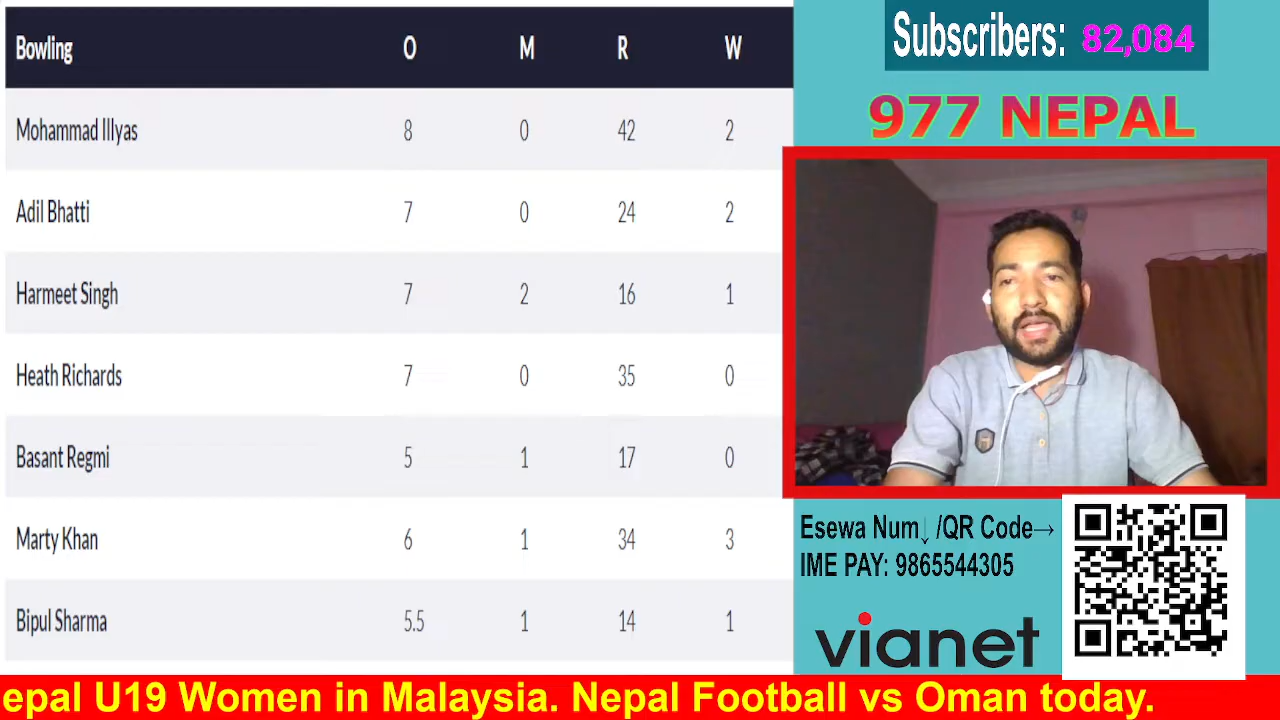 Bowling O M R W
Mohammad Illyas 8 0 42 2
Adil Bhatti 7 0 24 2
Harmeet Singh 7 2 16 1
Heath Richards 7 0 35 0
Basant Regmi 5 1 17 0
Marty Khan 6 1 34 3
Bipul Sharma 5.5 1 14 1
Subscribers: 82,084
977 NEPAL
Esewa Num↓ /QR Code→
IME PAY: 9865544305
vianet
epal U19 Women in Malaysia. Nepal Football vs Oman today.